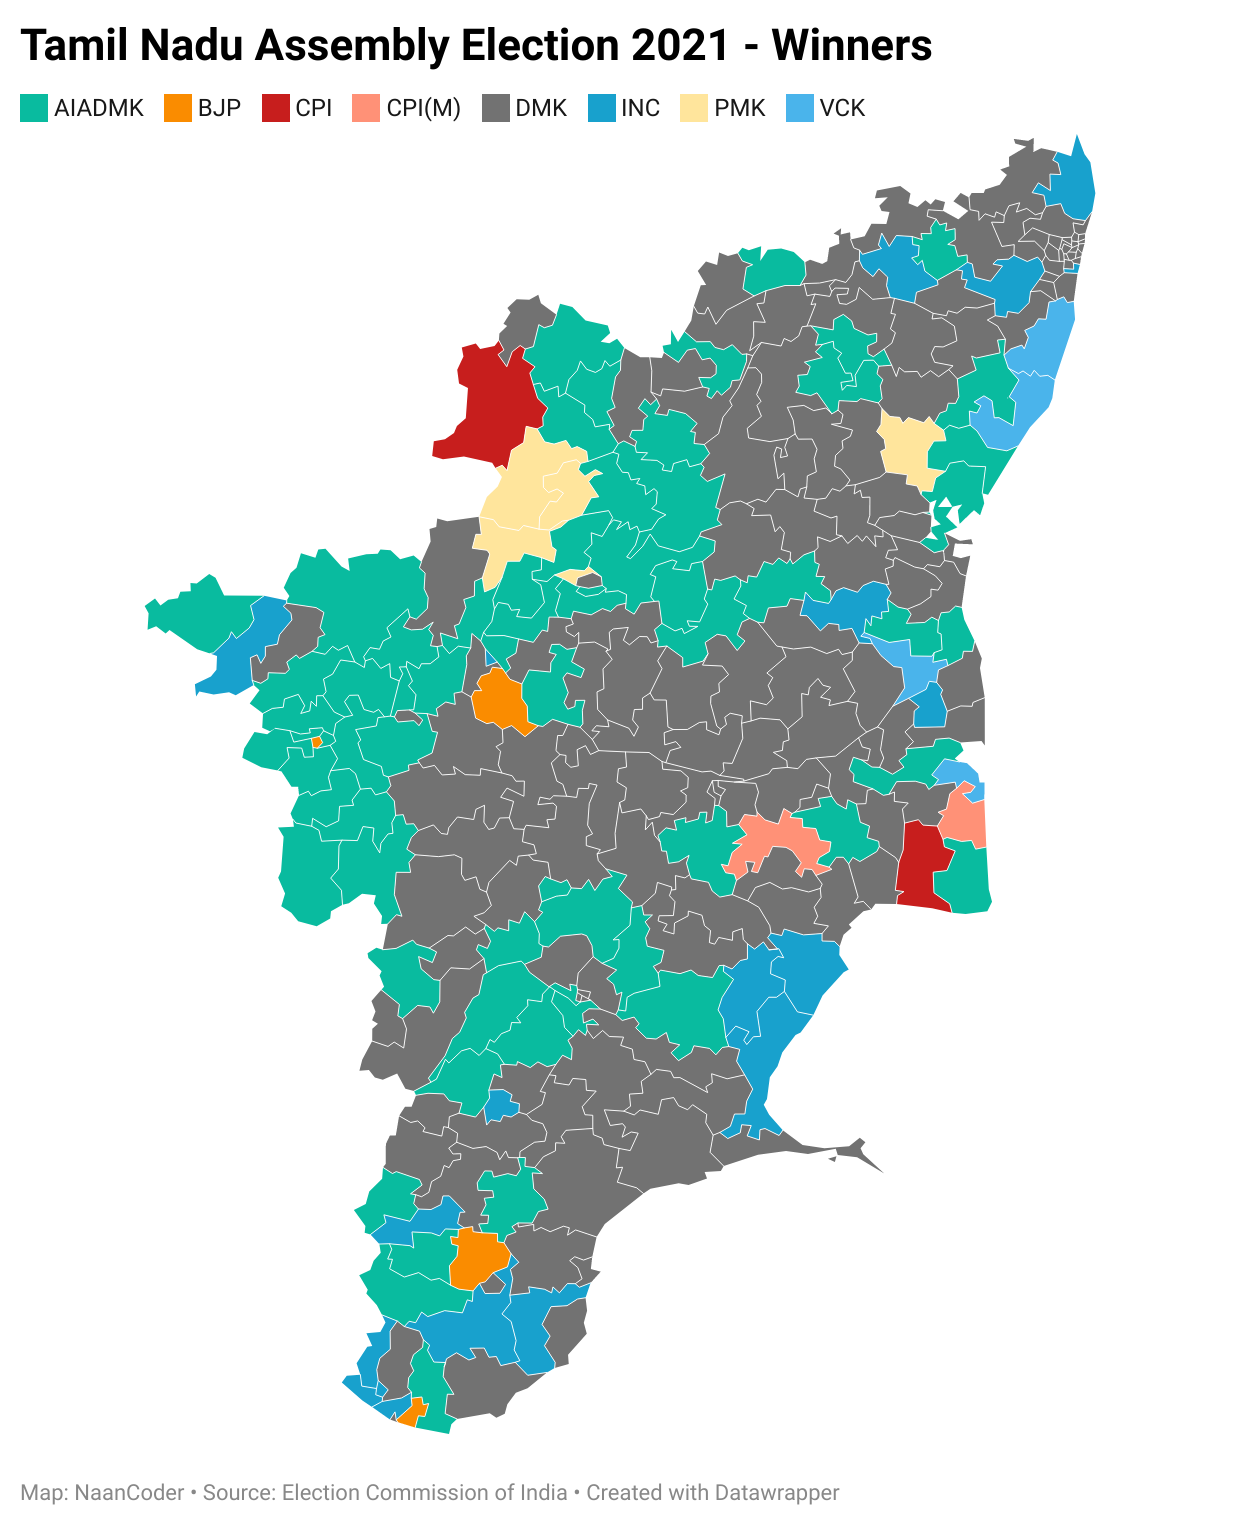 Tamil Nadu Assembly Election 2021 - Winners
AIADMK BJP CPI CPI(M) DMK INC PMK VCK
Map: NaanCoder • Source: Election Commission of India • Created with Datawrapper